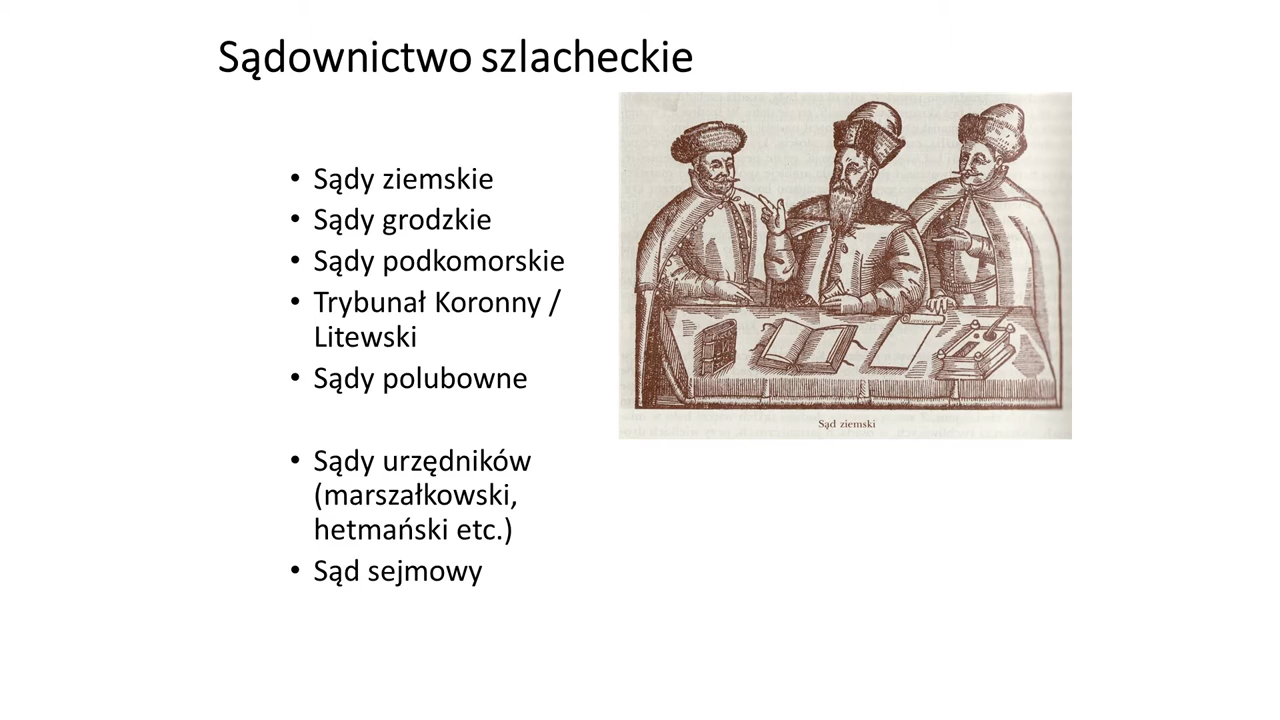 Sądownictwo szlacheckie
• Sądy ziemskie
• Sądy grodzkie
• Sądy podkomorskie
• Trybunał Koronny /
Litewski
• Sądy polubowne
• Sądy urzędników
(marszałkowski,
hetmański etc.)
• Sąd sejmowy
Sąd ziemski